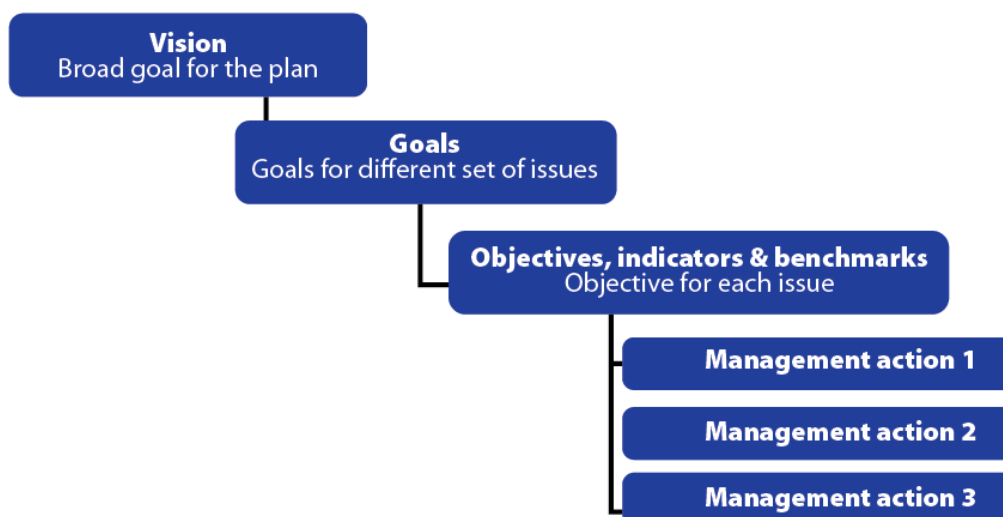 Vision
Broad goal for the plan
Goals
Goals for different set of issues
Objectives, indicators & benchmarks
Objective for each issue
Management action 1
Management action 2
Management action 3